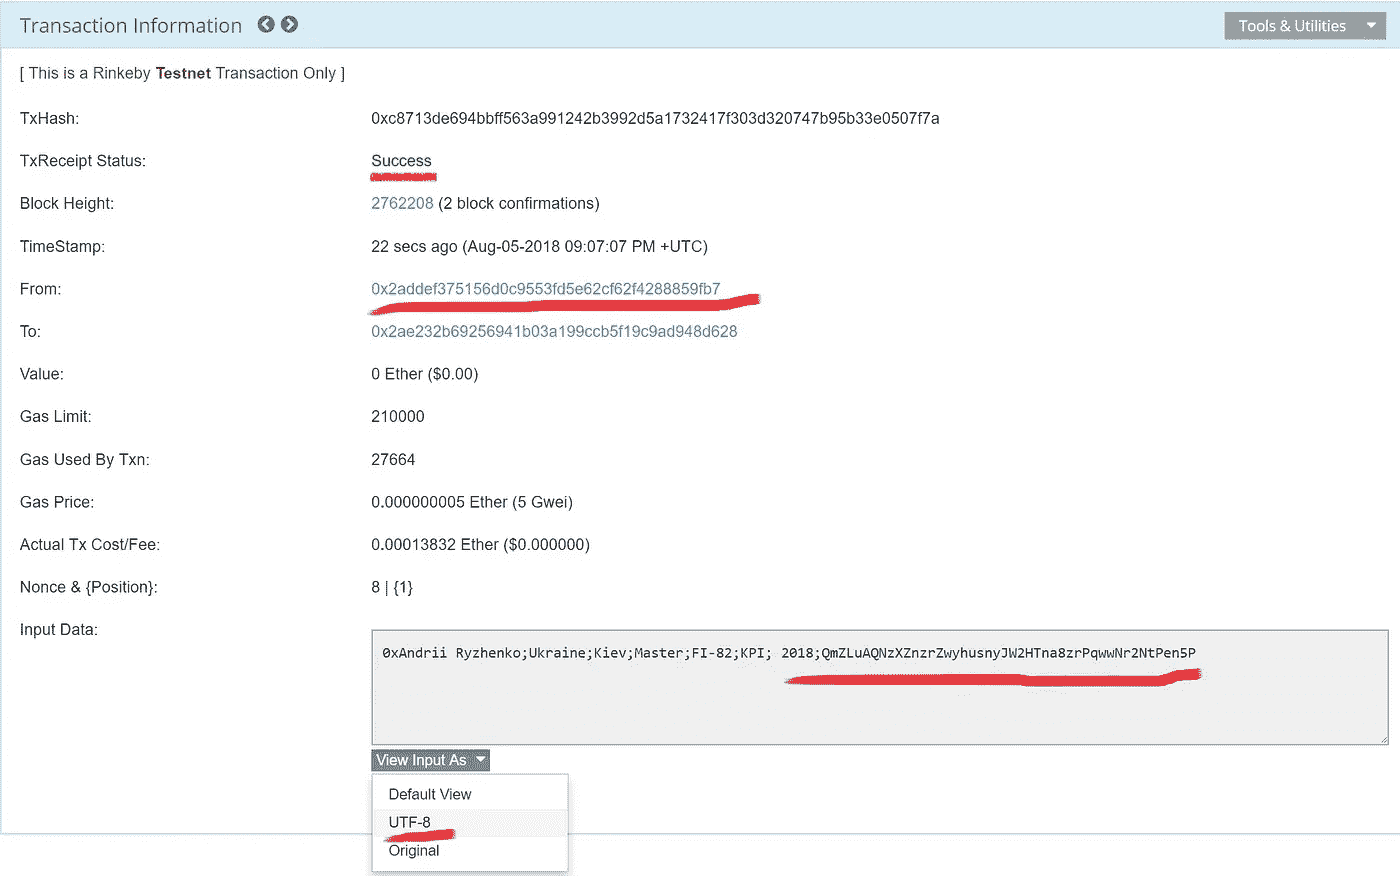 Transaction Information
Tools & Utilities
[ This is a Rinkeby Testnet Transaction Only ]
TxHash: 0xc8713de694bbff563a991242b3992d5a1732417f303d320747b95b33e0507f7a
TxReceipt Status: Success
Block Height: 2762208 (2 block confirmations)
TimeStamp: 22 secs ago (Aug-05-2018 09:07:07 PM +UTC)
From: 0x2addef375156d0c9553fd5e62cf62f4288859fb7
To: 0x2ae232b69256941b03a199ccb5f19c9ad948d628
Value: 0 Ether ($0.00)
Gas Limit: 210000
Gas Used By Txn: 27664
Gas Price: 0.000000005 Ether (5 Gwei)
Actual Tx Cost/Fee: 0.00013832 Ether ($0.000000)
Nonce & {Position}: 8 | {1}
Input Data:
0xAndrii Ryzhenko;Ukraine;Kiev;Master;FI-82;KPI; 2018;QmZLuAQNzXZnzrZwyhusnyJW2HTna8zrPqwwNr2NtPen5P
View Input As
Default View
UTF-8
Original